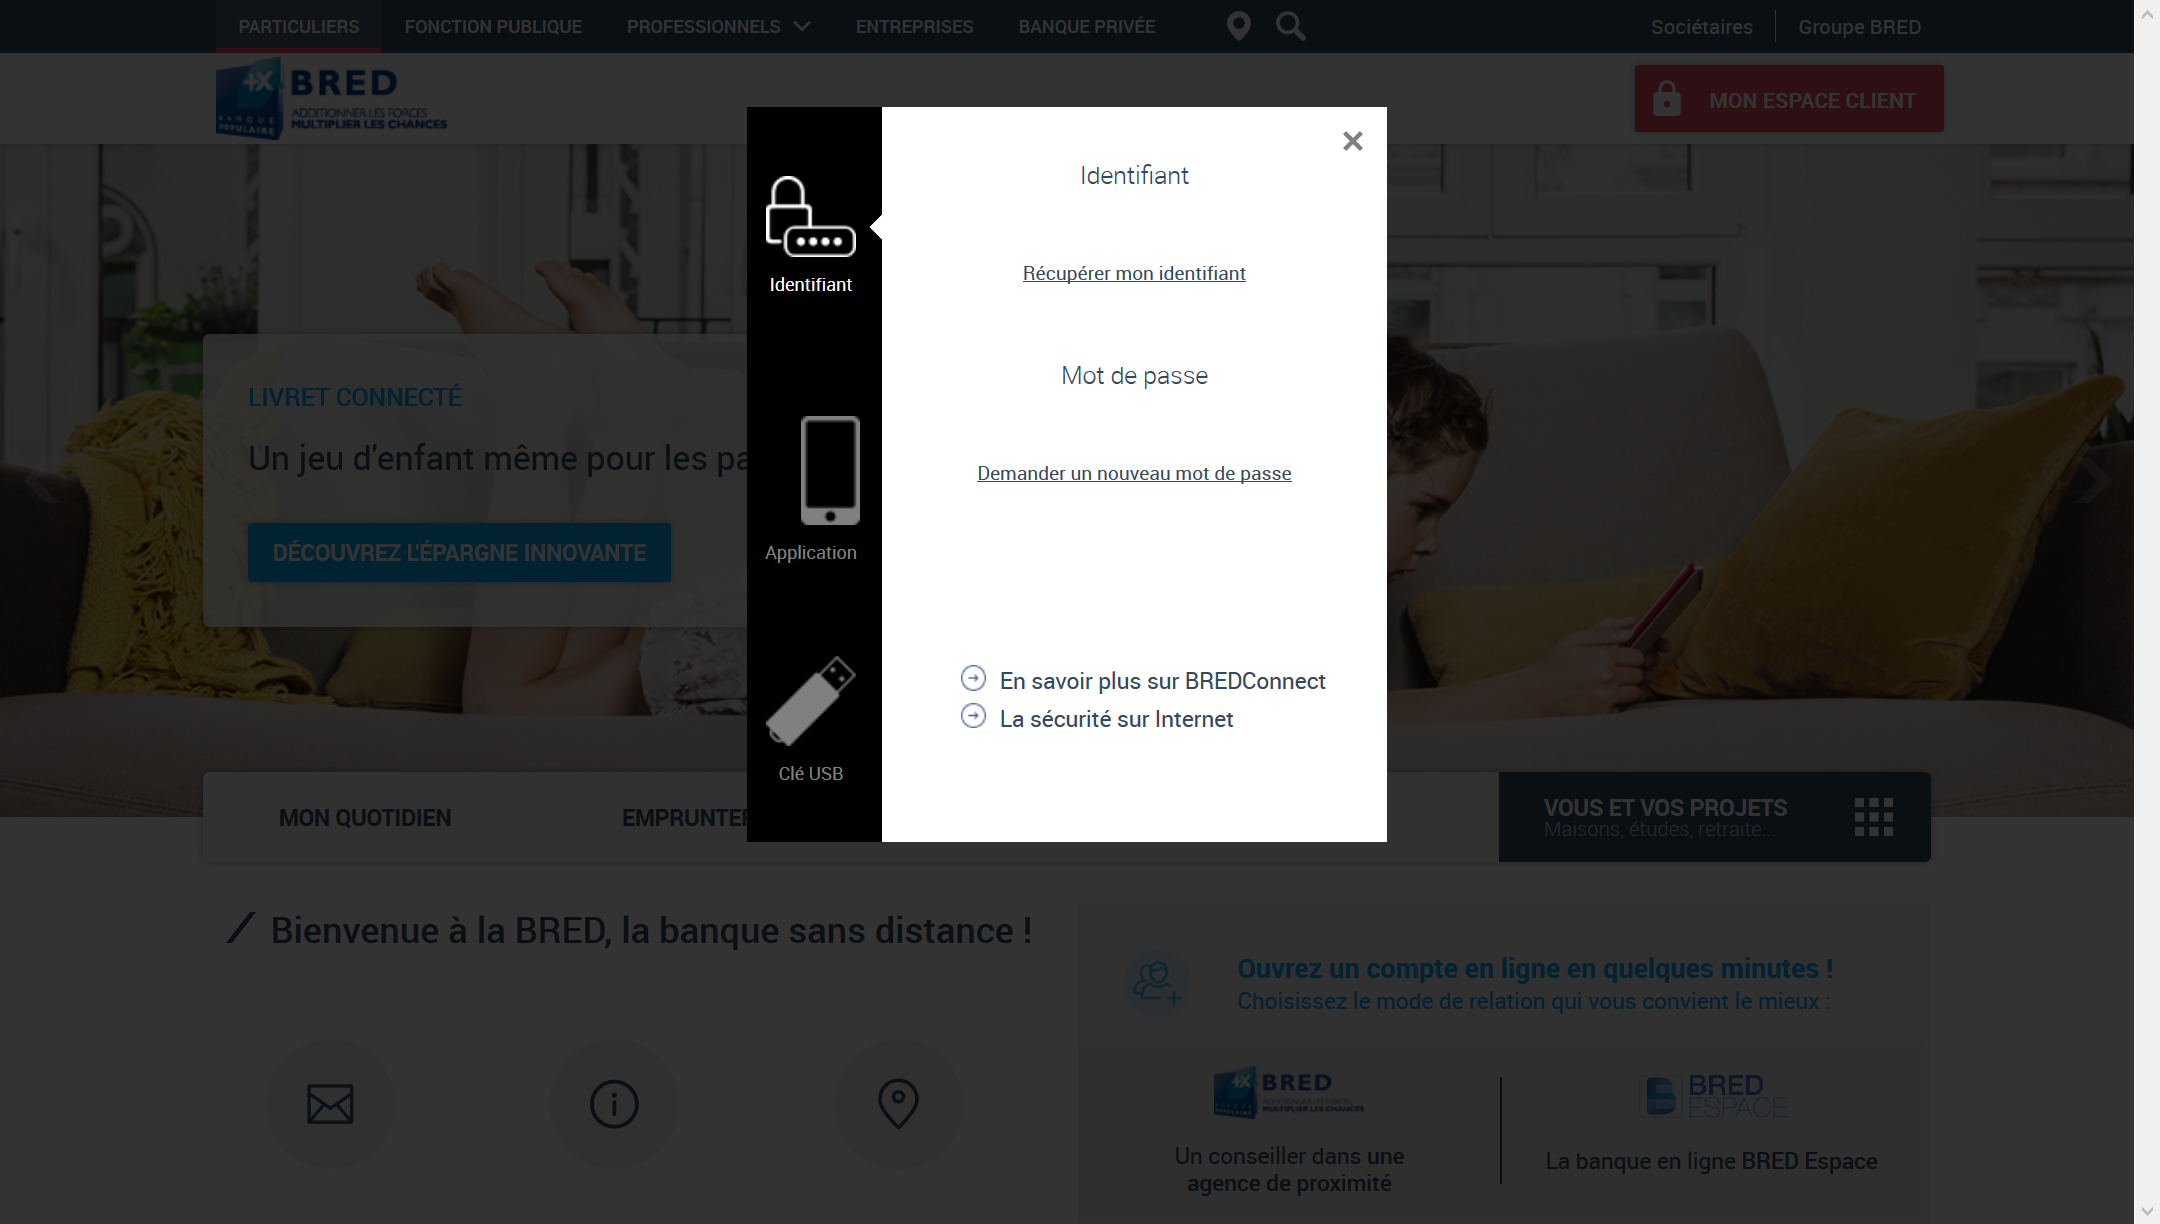 PARTICULIERS
FONCTION PUBLIQUE
PROFESSIONNELS
ENTREPRISES
BANQUE PRIVÉE
Sociétaires
Groupe BRED
+X
BANQUE
POPULAIRE
BRED
ADDITIONNER LES FORCES
MULTIPLIER LES CHANCES
MON ESPACE CLIENT
Identifiant
Application
Clé USB
Identifiant
Récupérer mon identifiant
Mot de passe
Demander un nouveau mot de passe
En savoir plus sur BREDConnect
La sécurité sur Internet
LIVRET CONNECTÉ
Un jeu d'enfant même pour les pa
DÉCOUVREZ L'ÉPARGNE INNOVANTE
MON QUOTIDIEN
EMPRUNTER
VOUS ET VOS PROJETS
Maisons, études, retraite...
Bienvenue à la BRED, la banque sans distance !
Ouvrez un compte en ligne en quelques minutes !
Choisissez le mode de relation qui vous convient le mieux :
+X
BANQUE
POPULAIRE
BRED
ADDITIONNER LES FORCES
MULTIPLIER LES CHANCES
Un conseiller dans une
agence de proximité
BRED
ESPACE
La banque en ligne BRED Espace